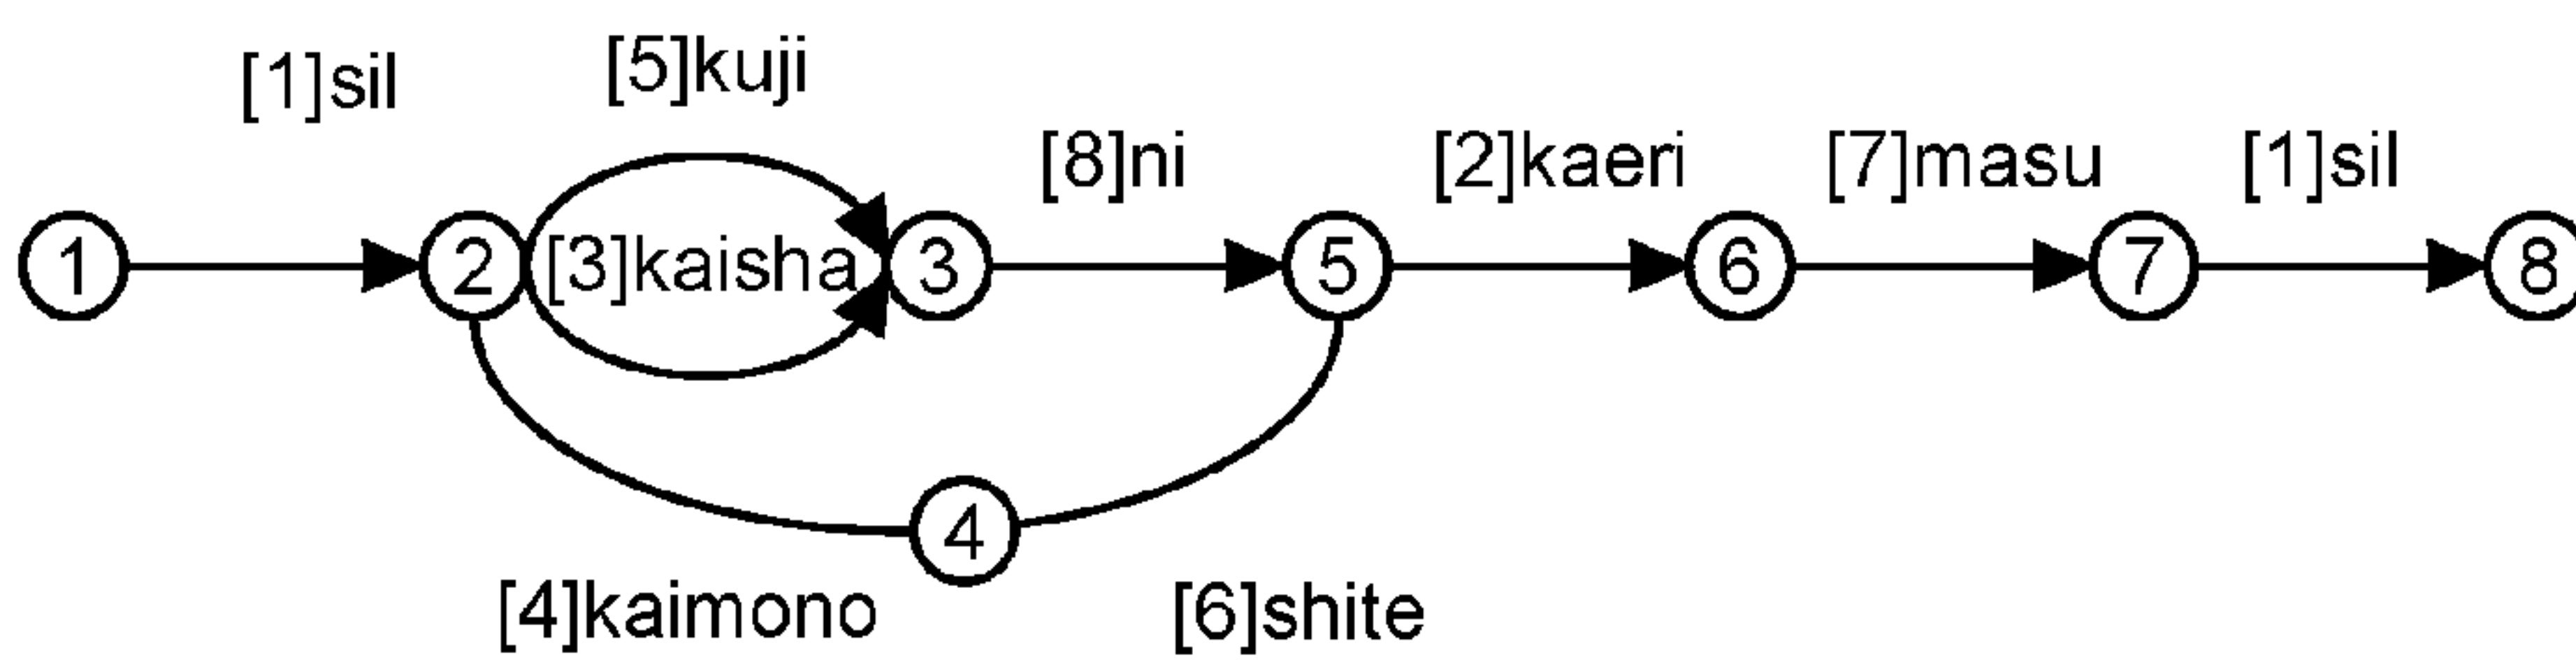 [1]sil
[5]kuji
[8]ni
[2]kaeri
[7]masu
[1]sil
1
2
[3]kaisha
3
5
6
7
8
4
[4]kaimono
[6]shite